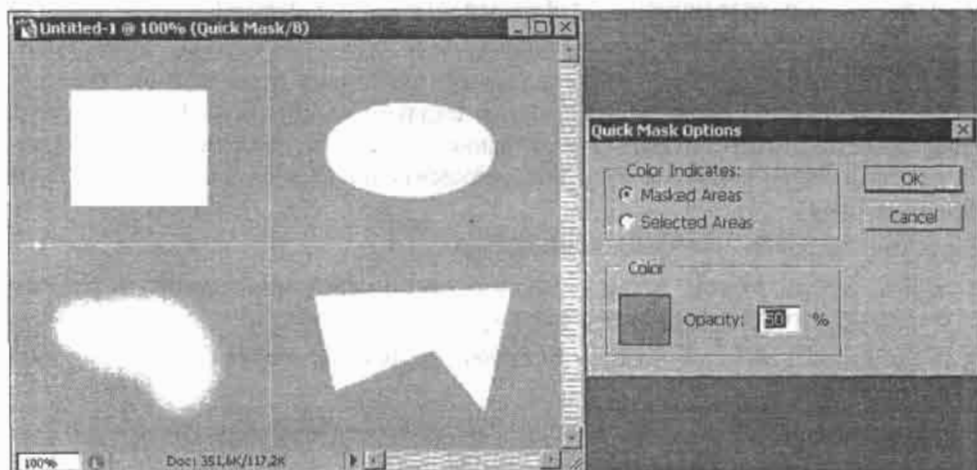 Untitled-1 @ 100% (Quick Mask/8)
Quick Mask Options
Color Indicates:
Masked Areas
Selected Areas
OK
Cancel
Color
Opacity: 50 %
100%
Doc: 351,6K/117,2K